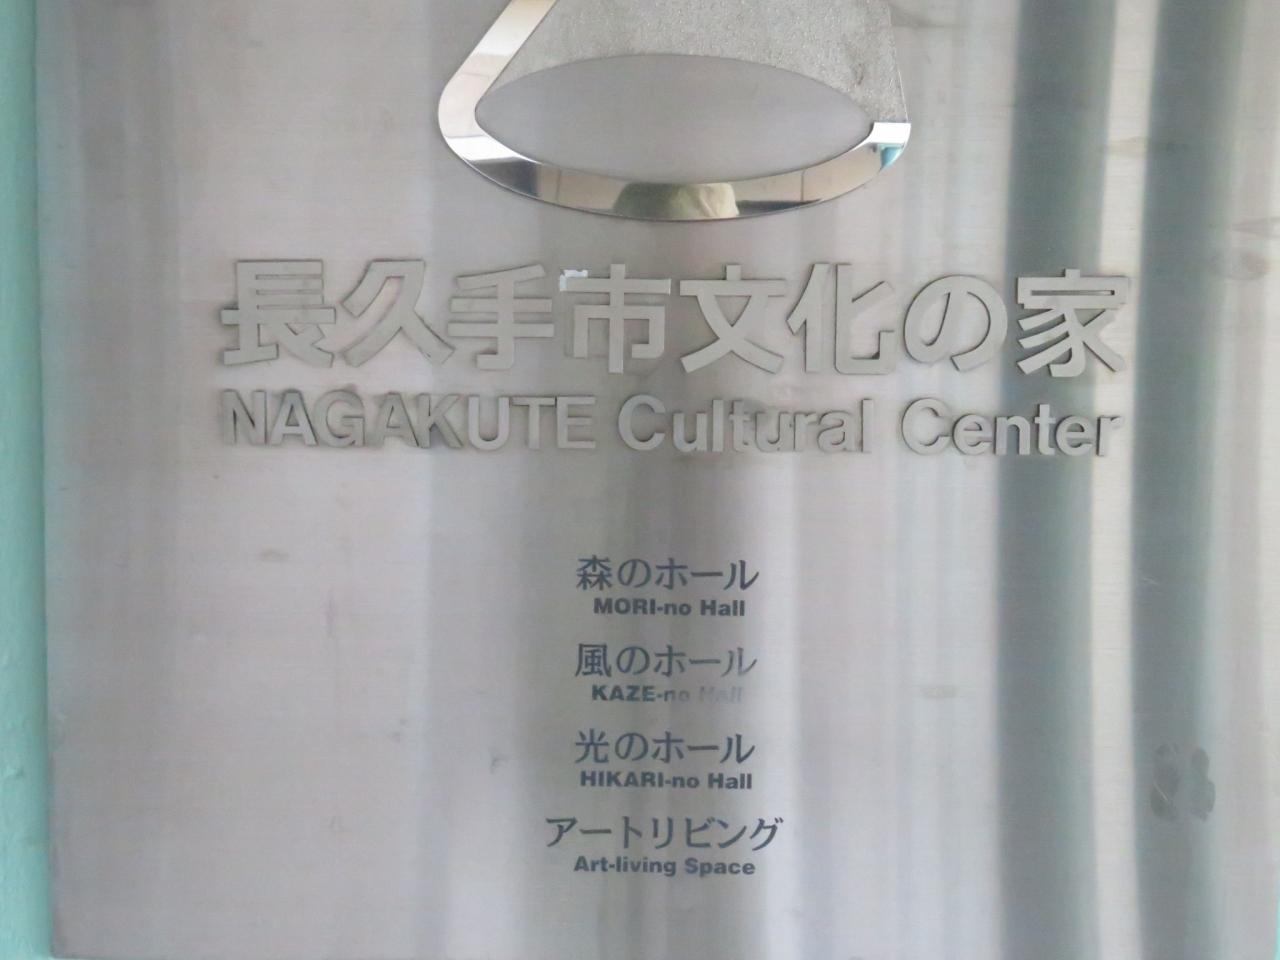 長久手市文化の家
NAGAKUTE Cultural Center
森のホール
MORI-no Hall
風のホール
KAZE-no Hall
光のホール
HIKARI-no Hall
アートリビング
Art-living Space